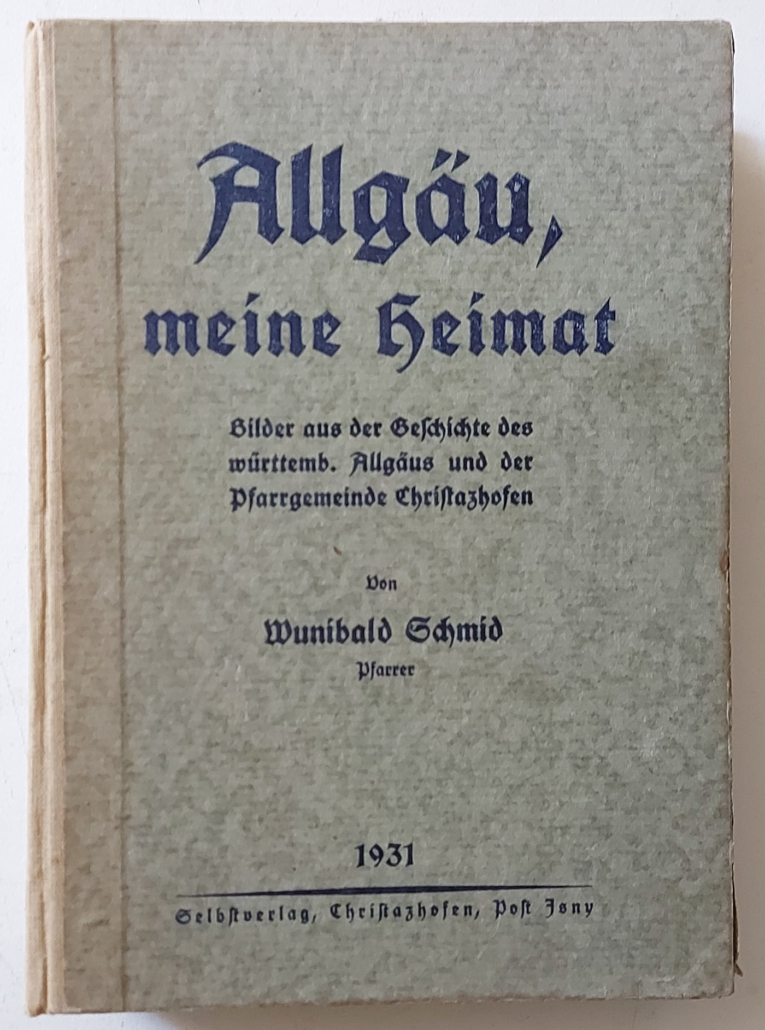 Allgäu,
meine Heimat
Bilder aus der Geschichte des
württemb. Allgäus und der
Pfarrgemeinde Christazhofen
Von
Wunibald Schmid
Pfarrer
1931
Selbstverlag, Christazhofen, Post Isny